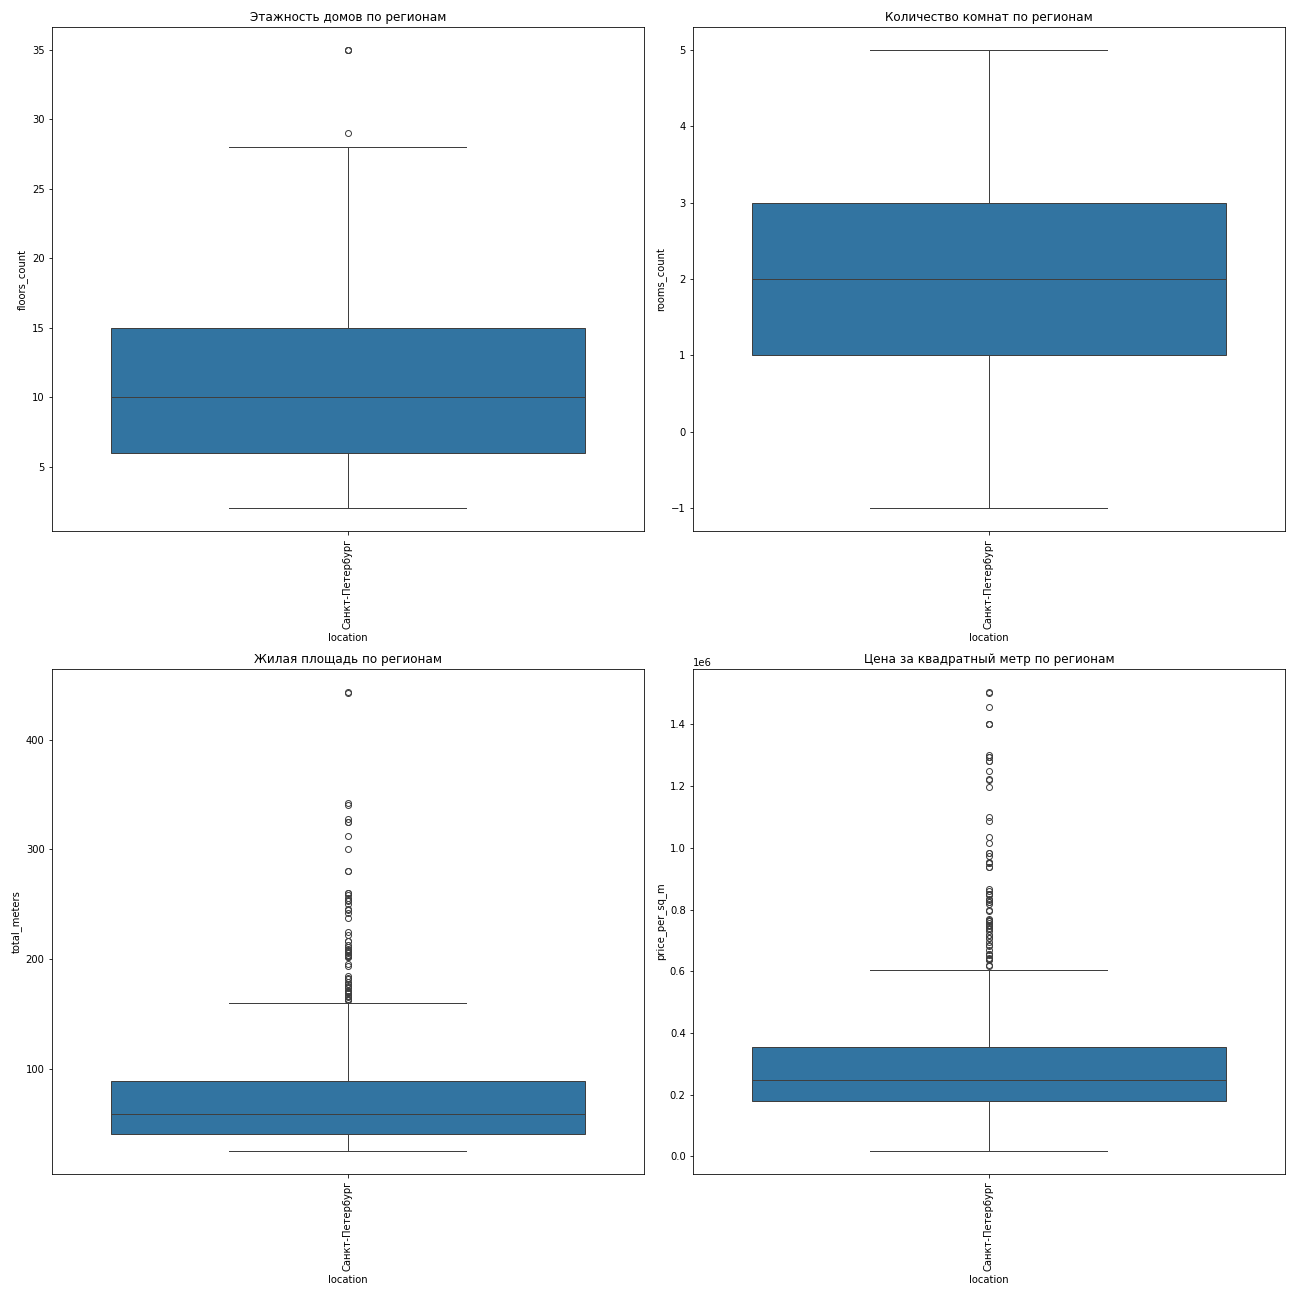 Этажность домов по регионам
35
30
25
20
15
10
5
floors_count
Санкт-Петербург
location
Количество комнат по регионам
5
4
3
2
1
0
−1
rooms_count
Санкт-Петербург
location
Жилая площадь по регионам
400
300
200
100
total_meters
Санкт-Петербург
location
Цена за квадратный метр по регионам
1e6
1.4
1.2
1.0
0.8
0.6
0.4
0.2
0.0
price_per_sq_m
Санкт-Петербург
location